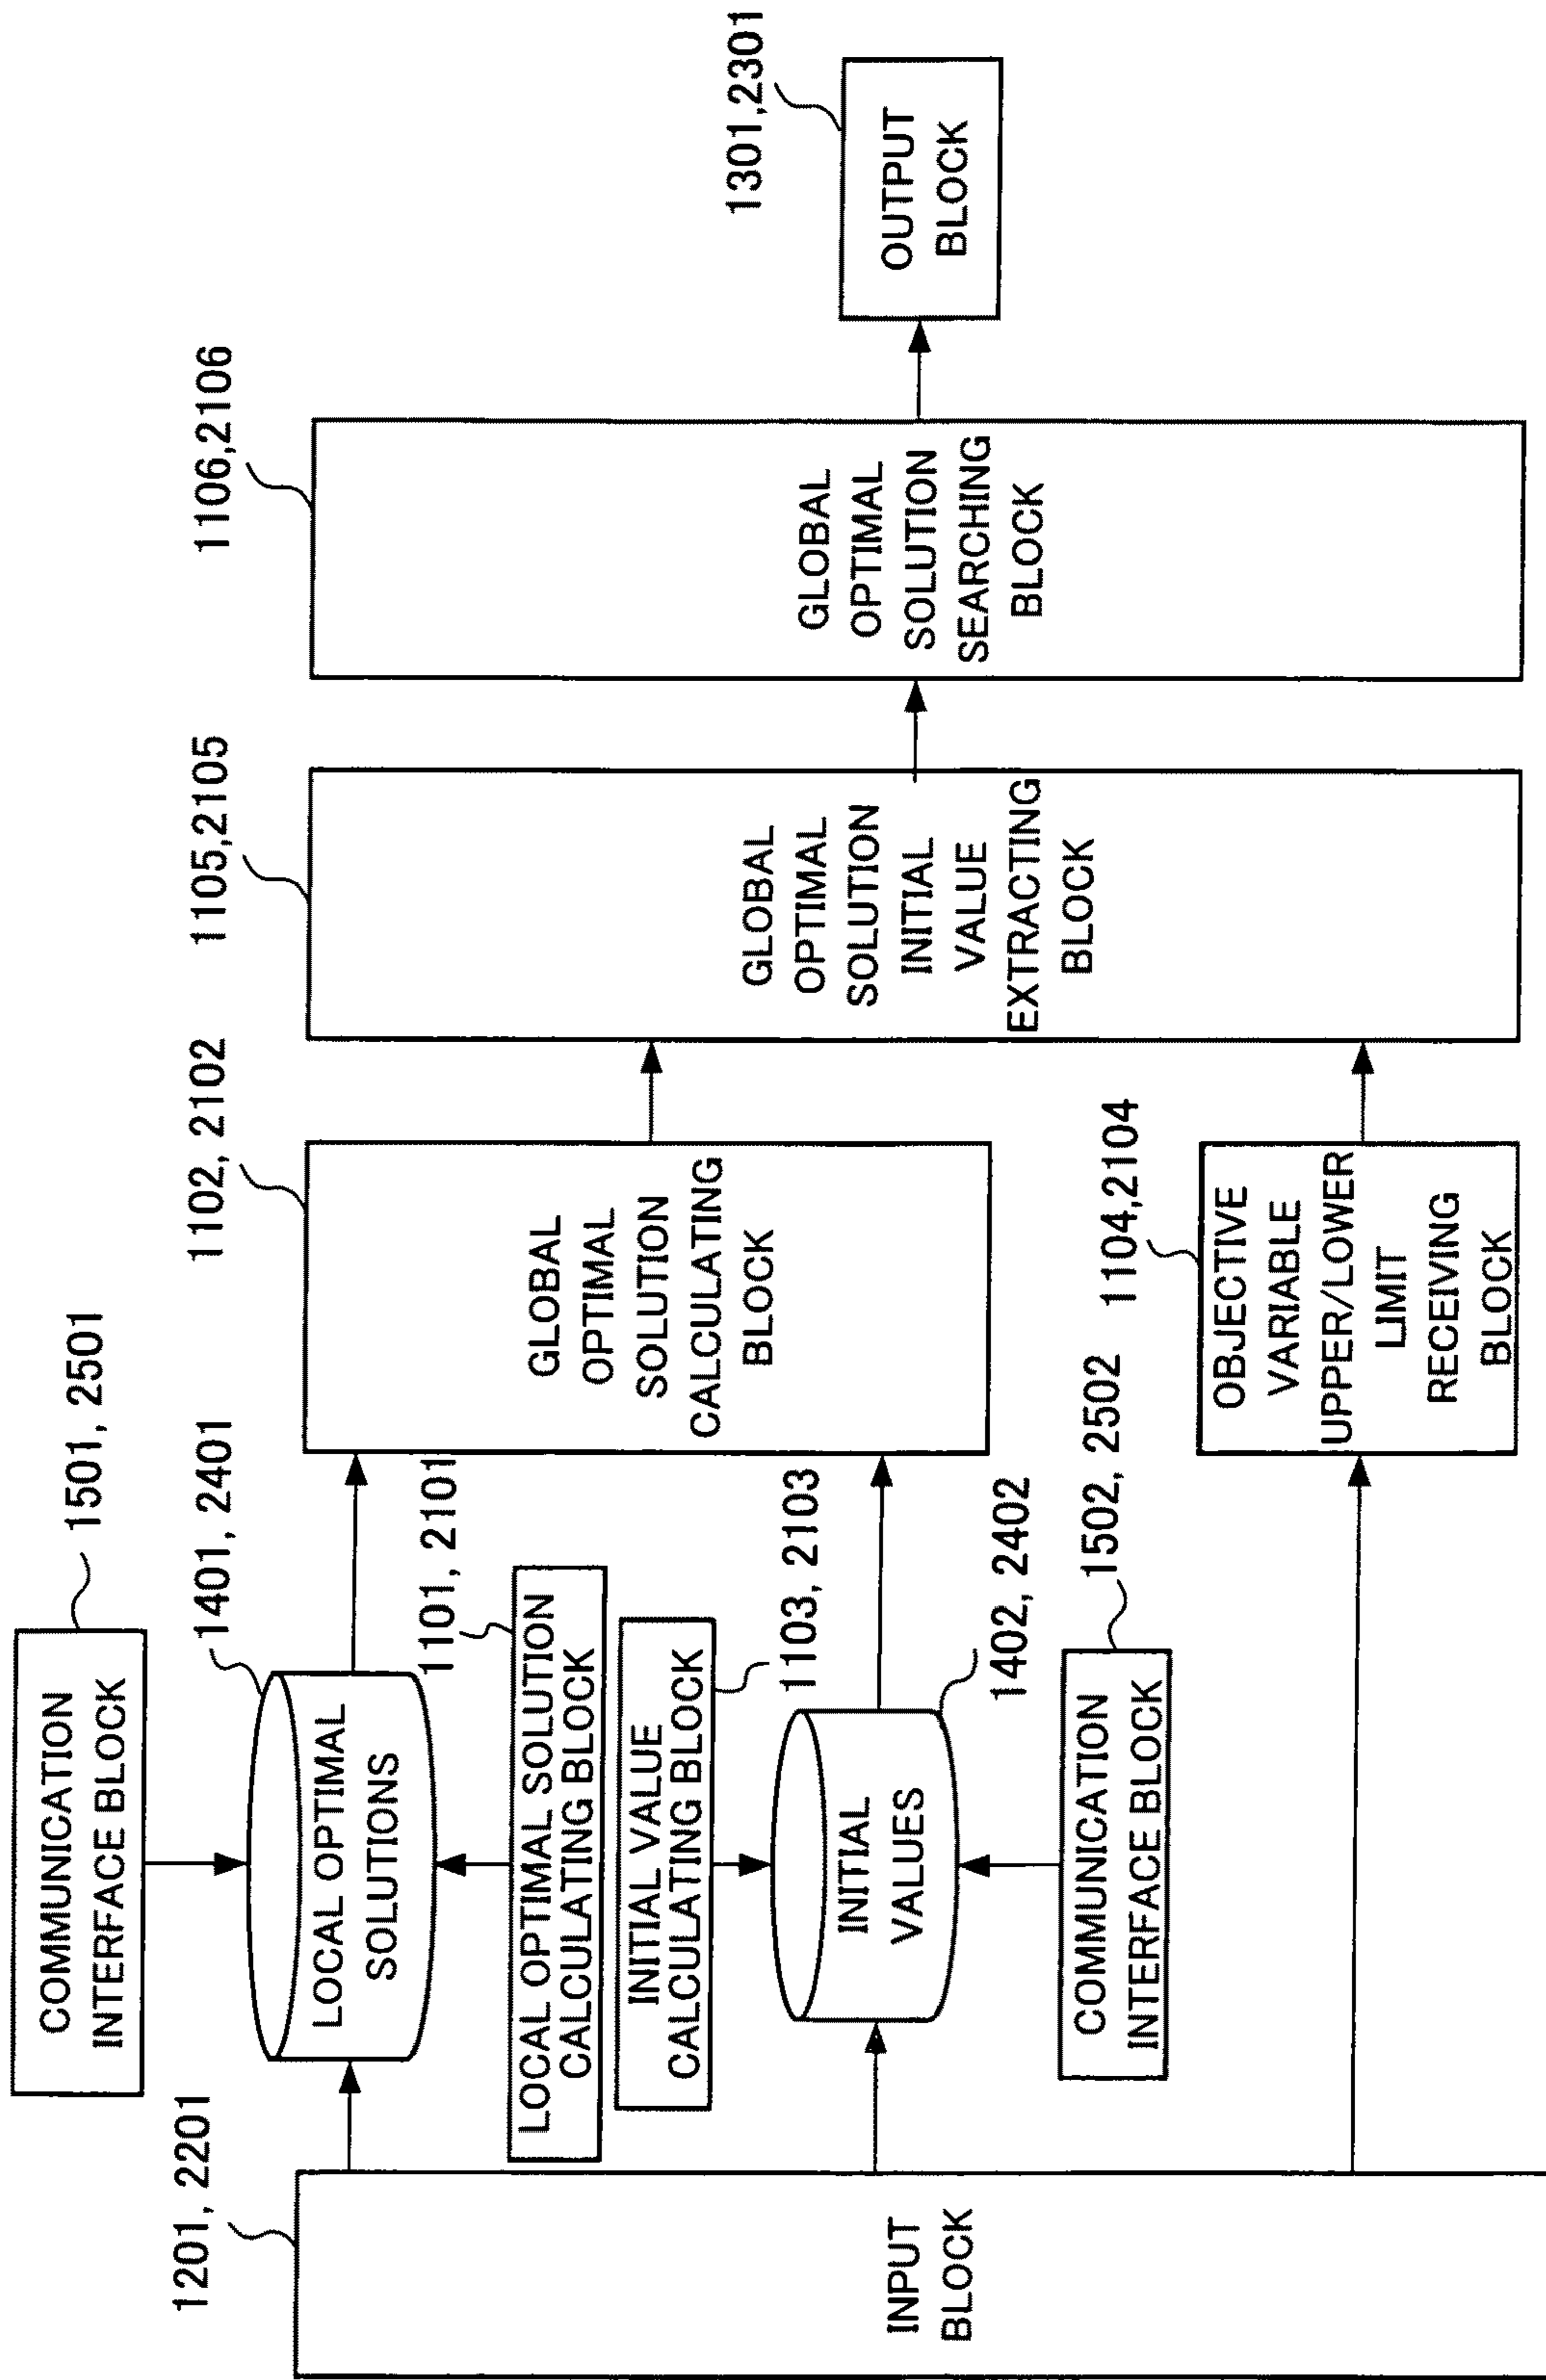 1201, 2201
INPUT
BLOCK
COMMUNICATION
INTERFACE BLOCK
1501, 2501
LOCAL OPTIMAL
SOLUTIONS
1401, 2401
LOCAL OPTIMAL SOLUTION
CALCULATING BLOCK
1101, 2101
INITIAL VALUE
CALCULATING BLOCK
1103, 2103
INITIAL
VALUES
1402, 2402
COMMUNICATION
INTERFACE BLOCK
1502, 2502
1102, 2102
GLOBAL
OPTIMAL
SOLUTION
CALCULATING
BLOCK
1104,2104
OBJECTIVE
VARIABLE
UPPER/LOWER
LIMIT
RECEIVING
BLOCK
1105,2105
GLOBAL
OPTIMAL
SOLUTION
INITIAL
VALUE
EXTRACTING
BLOCK
1106,2106
GLOBAL
OPTIMAL
SOLUTION
SEARCHING
BLOCK
1301,2301
OUTPUT
BLOCK